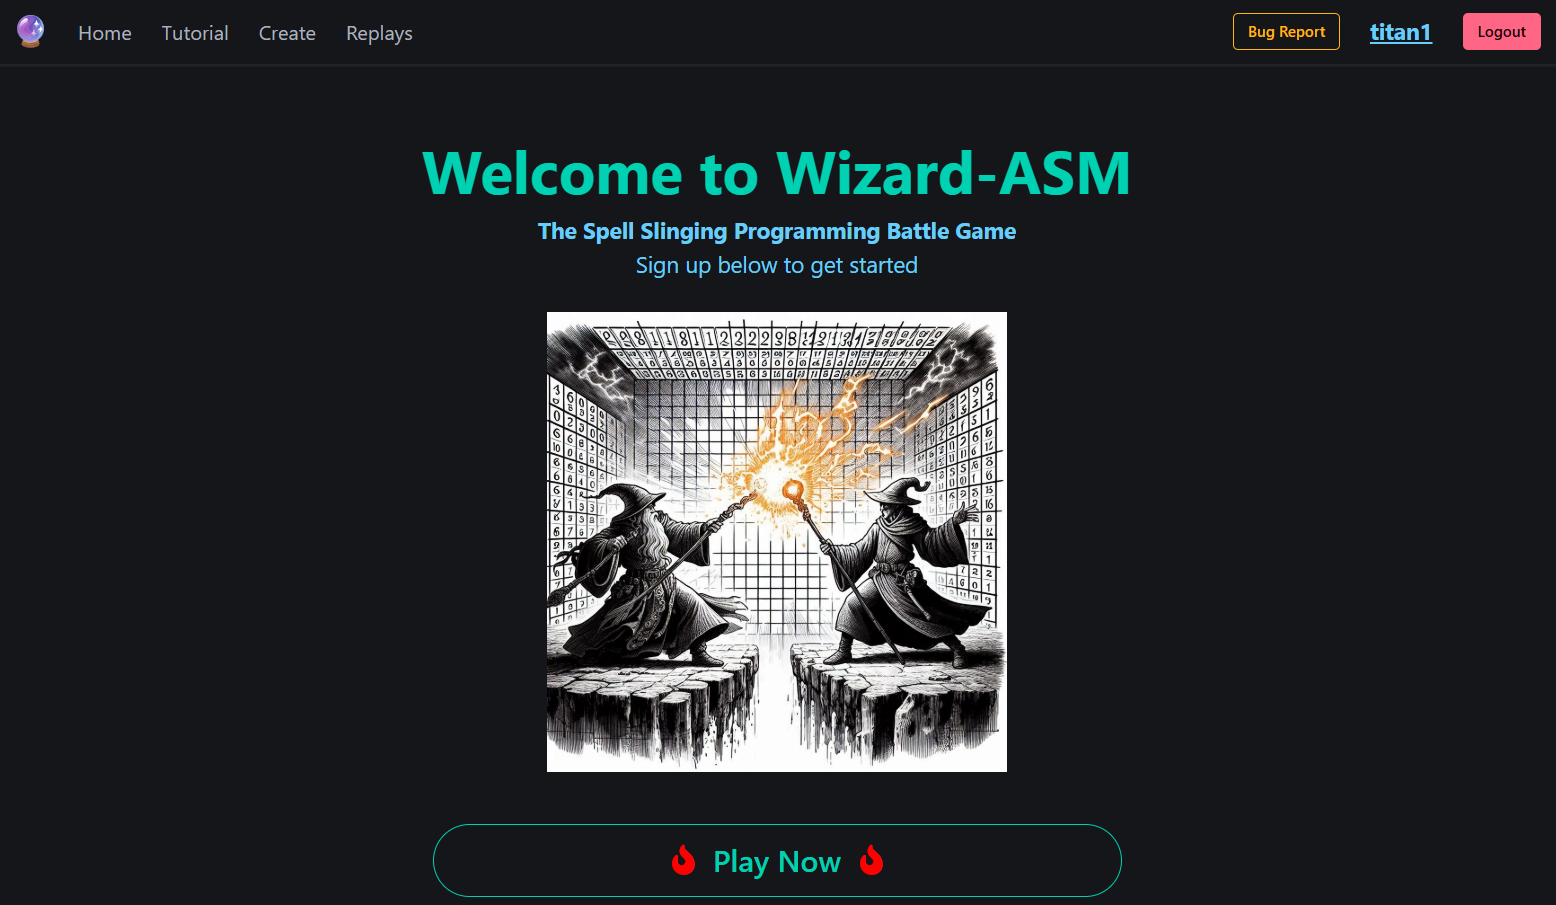 Home Tutorial Create Replays Bug Report titan1 Logout
Welcome to Wizard-ASM
The Spell Slinging Programming Battle Game
Sign up below to get started
Play Now